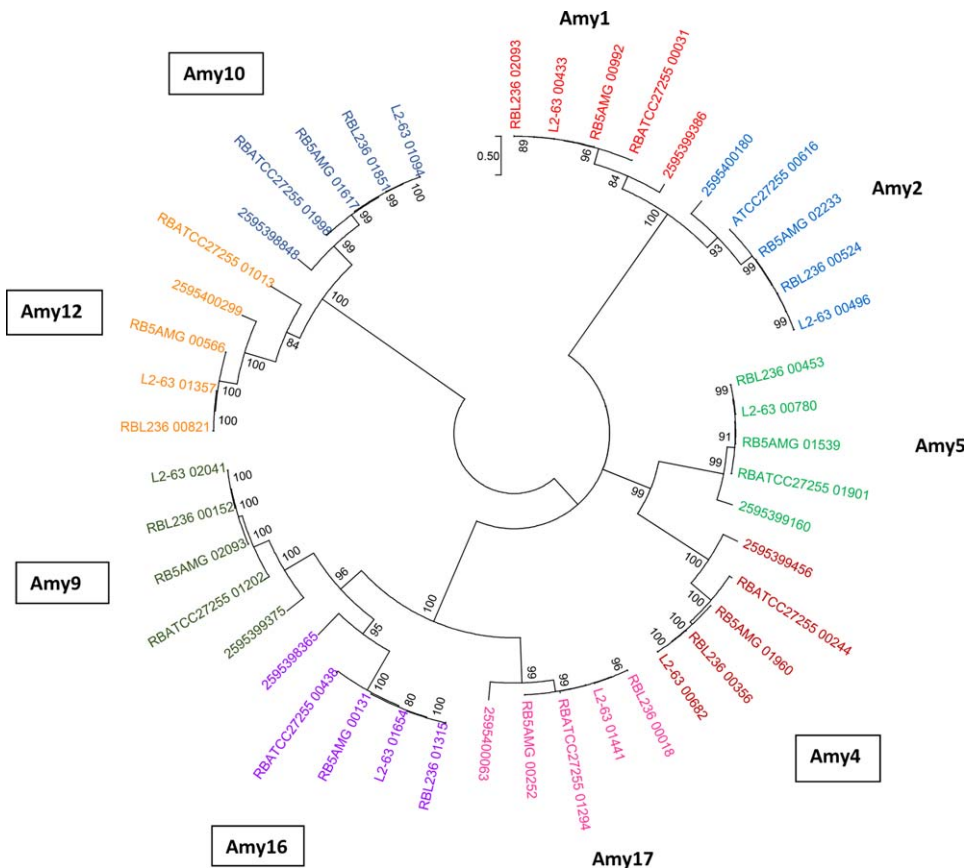 Amy1
RBL236 02093
L2-63 00433
RB5AMG 00992
RBATCC27255 00031
2595399386
89
96
84
100
0.50
Amy2
2595400180
ATCC27255 00616
RB5AMG 02233
RBL236 00524
L2-63 00496
93
99
99
Amy5
RBL236 00453
L2-63 00780
RB5AMG 01539
RBATCC27255 01901
2595399160
99
91
99
99
Amy4
2595399456
RBATCC27255 00244
RB5AMG 01960
RBL236 00356
L2-63 00682
100
100
100
100
Amy17
RBL236 00018
L2-63 01441
RBATCC27255 01294
RB5AMG 00252
2595400063
96
99
99
100
Amy16
RBL236 01315
L2-63 01654
RB5AMG 00131
RBATCC27255 00438
2595398365
100
80
100
95
96
Amy9
2595399375
RBATCC27255 01202
RB5AMG 02093
RBL236 00152
L2-63 02041
100
100
100
100
Amy12
RBL236 00821
L2-63 01357
RB5AMG 00566
2595400299
RBATCC27255 01013
100
100
100
84
100
Amy10
2595398848
RBATCC27255 01998
RB5AMG 01617
RBL236 01851
L2-63 01094
99
99
99
100